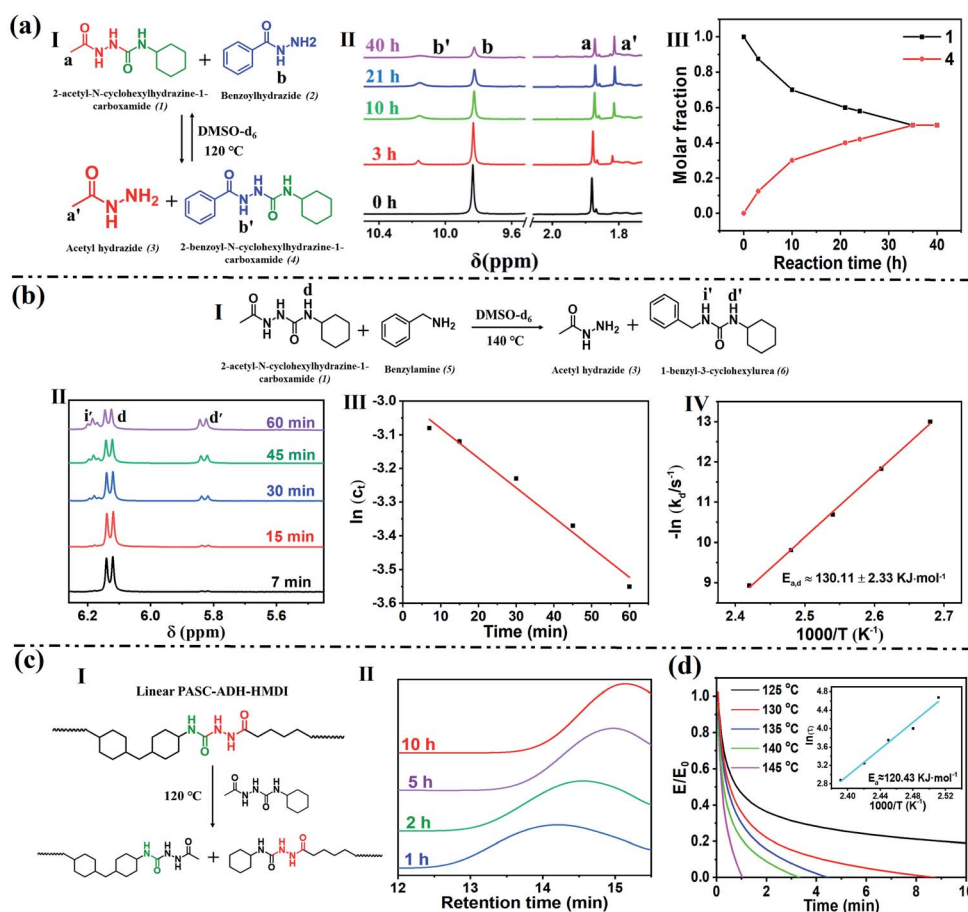 (a)
I
a
O
H
N
N
H
O
H
N
+
O
NH2
N
H
b
2-acetyl-N-cyclohexylhydrazine-1-
carboxamide (1)
Benzoylhydrazide (2)
DMSO-d6
120 °C
O
a'
N
H
NH2
+
O
H
N
N
H
b'
O
H
N
Acetyl hydrazide (3)
2-benzoyl-N-cyclohexylhydrazine-1-
carboxamide (4)
II
40 h
b'
b
a
a'
21 h
10 h
3 h
0 h
10.4 10.0 9.6 2.0 1.8
δ(ppm)
III
1
4
Molar fraction
1.0
0.8
0.6
0.4
0.2
0.0
0 10 20 30 40
Reaction time (h)
(b)
I
d
O
H
N
N
H
O
H
N
+
NH2
DMSO-d6
140 °C
O
N
H
NH2
+
i'
H
N
O
d'
H
N
2-acetyl-N-cyclohexylhydrazine-1-
carboxamide (1)
Benzylamine (5)
Acetyl hydrazide (3)
1-benzyl-3-cyclohexylurea (6)
II
i'
d
d'
60 min
45 min
30 min
15 min
7 min
6.2 6.0 5.8 5.6
δ (ppm)
III
ln (ct)
-3.0
-3.1
-3.2
-3.3
-3.4
-3.5
-3.6
0 10 20 30 40 50 60
Time (min)
IV
-ln (kd/s-1)
13
12
11
10
9
Ea,d ≈ 130.11 ± 2.33 KJ·mol-1
2.4 2.5 2.6 2.7
1000/T (K-1)
(c)
I
Linear PASC-ADH-HMDI
H
N
O
H
N
N
H
O
120 °C
O
H
N
N
H
O
H
N
H
N
O
H
N
N
H
O
+
H
N
O
H
N
N
H
O
II
10 h
5 h
2 h
1 h
12 13 14 15
Retention time (min)
(d)
125 °C
130 °C
135 °C
140 °C
145 °C
E/E0
1.0
0.8
0.6
0.4
0.2
0.0
0 2 4 6 8 10
Time (min)
ln(τ)
4.8
4.4
4.0
3.6
3.2
2.8
Ea≈120.43 KJ·mol-1
2.40 2.44 2.48 2.52
1000/T (K-1)